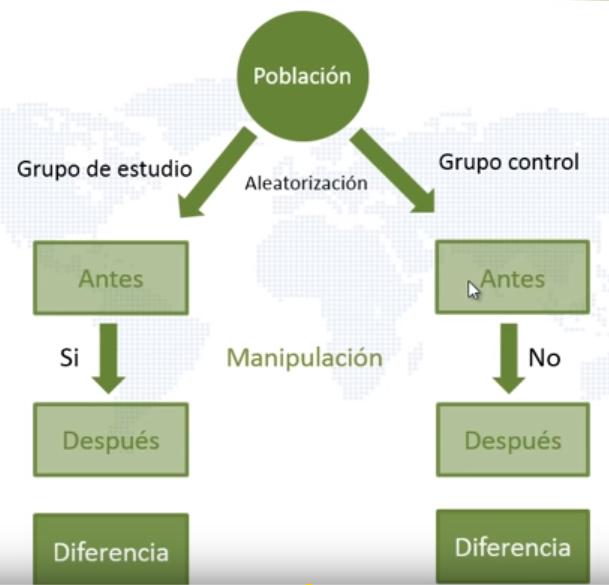 Población
Grupo de estudio
Aleatorización
Grupo control
Antes
Antes
Si
Manipulación
No
Después
Después
Diferencia
Diferencia